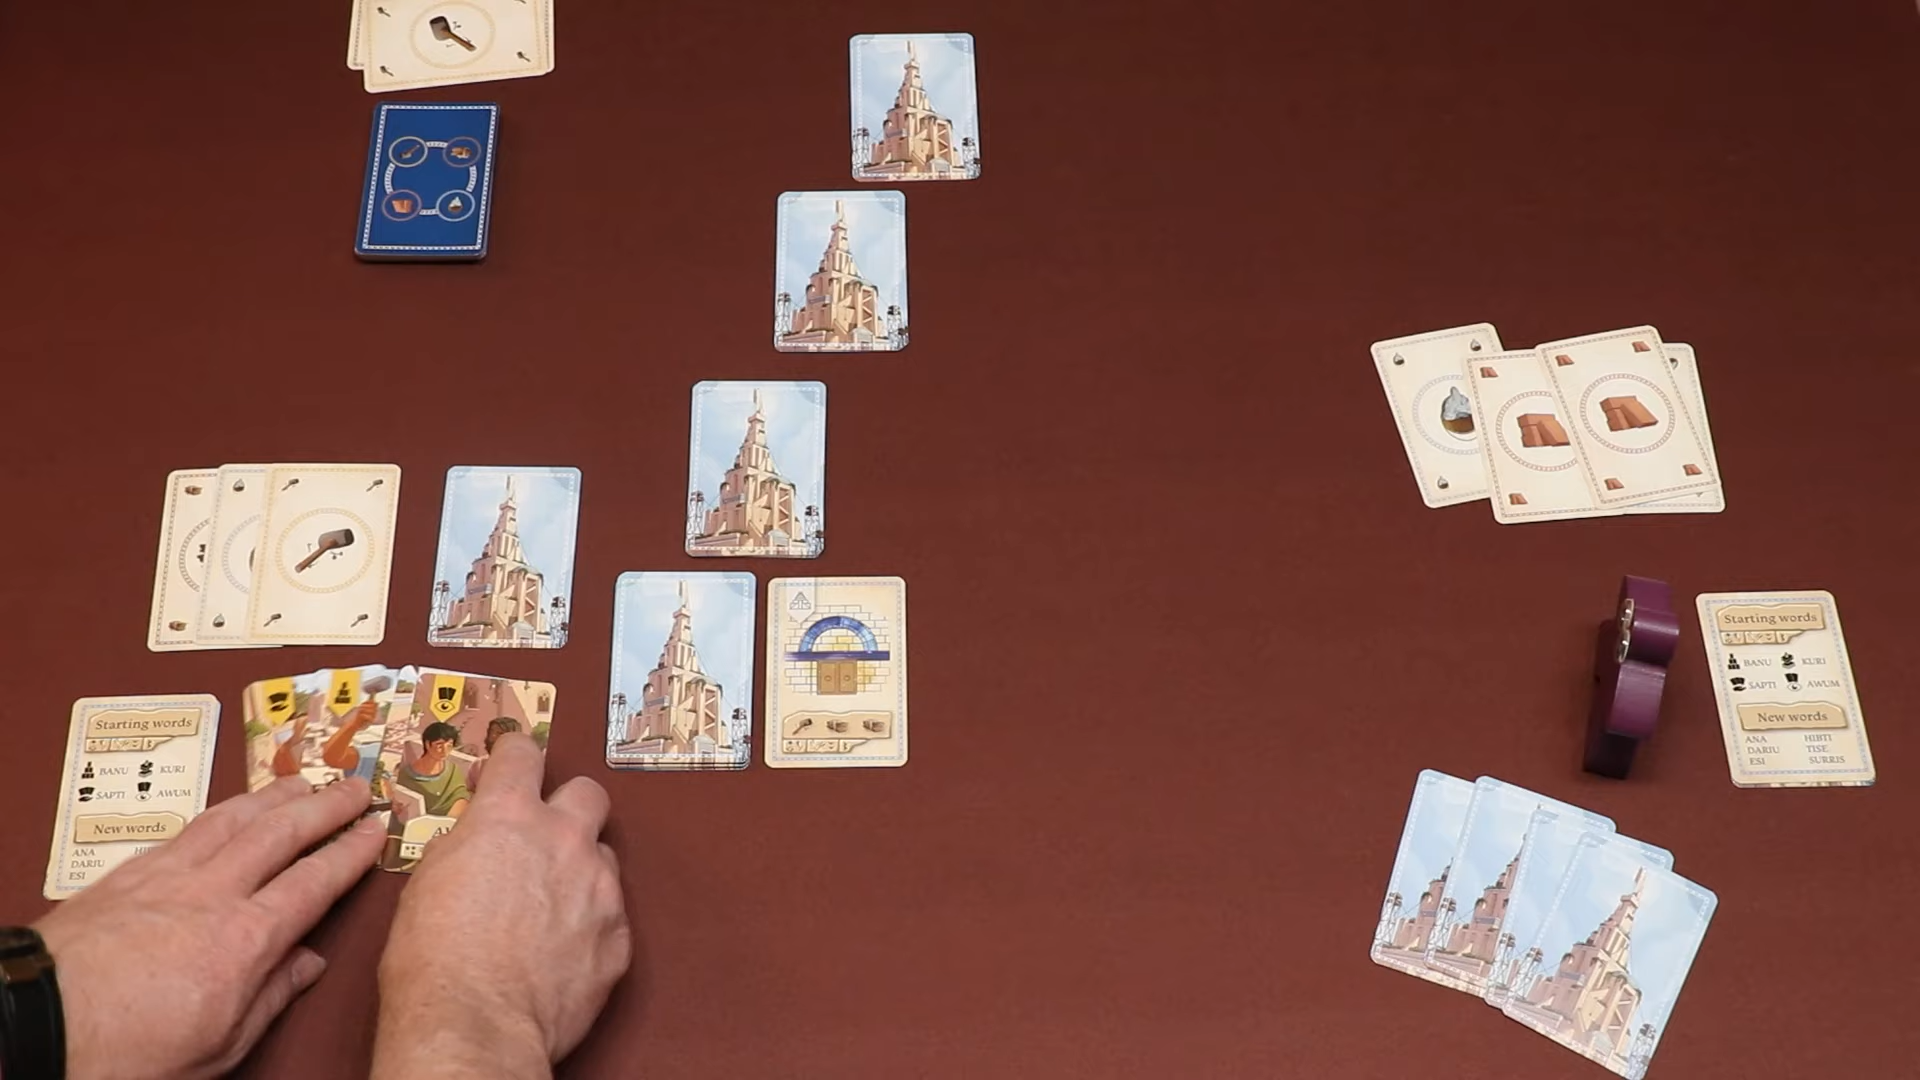 Starting words
BANU KURI
SAPTI AWUM
New words
ANA HIBTI
DARIU TISE
ESI SURRIS
Starting words
BANU KURI
SAPTI AWUM
New words
ANA
DARIU
ESI